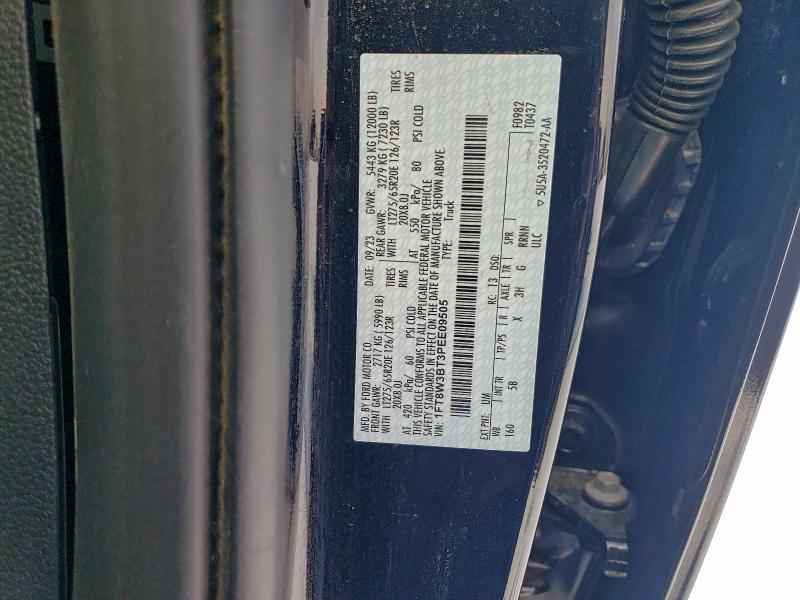 MFD. BY FORD MOTOR CO.
DATE: 09/23 GVWR: 5443 KG (12000 LB)
FRONT GAWR: 2717 KG ( 5990 LB) REAR GAWR: 3279 KG ( 7230 LB)
WITH LT275/65R20E 126/123R TIRES WITH LT275/65R20E 126/123R TIRES
20X8.0J RIMS 20X8.0J RIMS
AT 420 kPa/ 60 PSI COLD AT 550 kPa/ 80 PSI COLD
THIS VEHICLE CONFORMS TO ALL APPLICABLE FEDERAL MOTOR VEHICLE
SAFETY STANDARDS IN EFFECT ON THE DATE OF MANUFACTURE SHOWN ABOVE.
VIN: 1FT8W3BT3PEE09505 TYPE: Truck
EXT PNT: UM RC: 13 DSO: F0982
WB INT TR TP/PS R AXLE TR SPR T0437
160 5B X 3H G RRNN
ULC ▽ 5U5A-3520472-AA